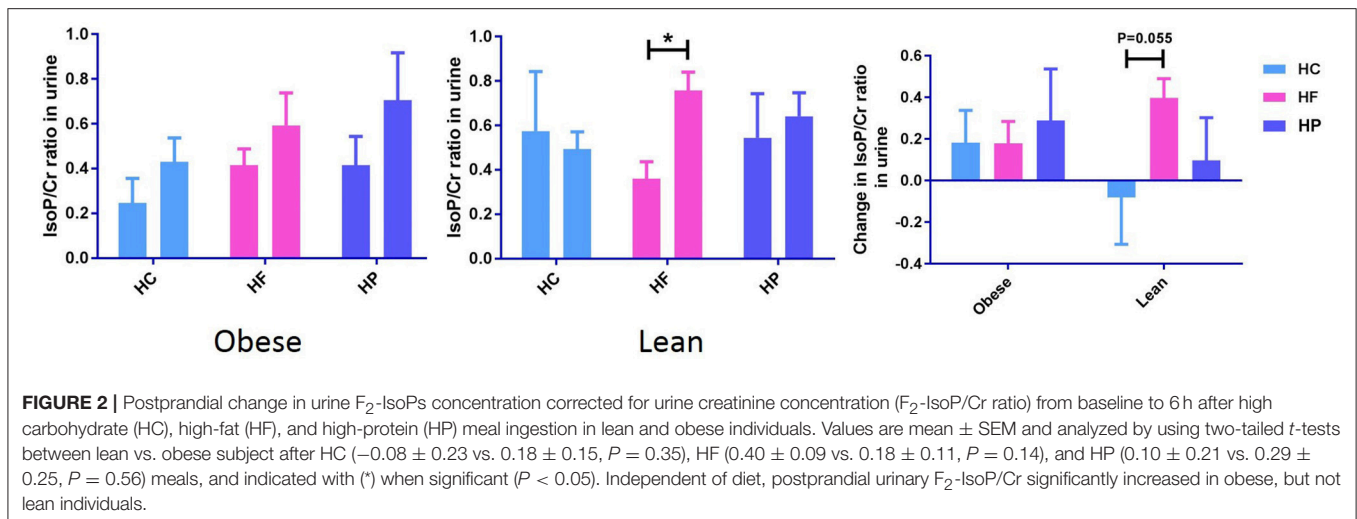 1.0
0.8
0.6
0.4
0.2
0.0
IsoP/Cr ratio in urine
HC
HF
HP
Obese
1.0
0.8
0.6
0.4
0.2
0.0
IsoP/Cr ratio in urine
*
HC
HF
HP
Lean
P=0.055
0.6
0.4
0.2
0.0
-0.2
-0.4
Change in IsoP/Cr ratio
in urine
Obese
Lean
HC
HF
HP
FIGURE 2 | Postprandial change in urine F2-IsoPs concentration corrected for urine creatinine concentration (F2-IsoP/Cr ratio) from baseline to 6 h after high
carbohydrate (HC), high-fat (HF), and high-protein (HP) meal ingestion in lean and obese individuals. Values are mean ± SEM and analyzed by using two-tailed t-tests
between lean vs. obese subject after HC (−0.08 ± 0.23 vs. 0.18 ± 0.15, P = 0.35), HF (0.40 ± 0.09 vs. 0.18 ± 0.11, P = 0.14), and HP (0.10 ± 0.21 vs. 0.29 ±
0.25, P = 0.56) meals, and indicated with (*) when significant (P < 0.05). Independent of diet, postprandial urinary F2-IsoP/Cr significantly increased in obese, but not
lean individuals.